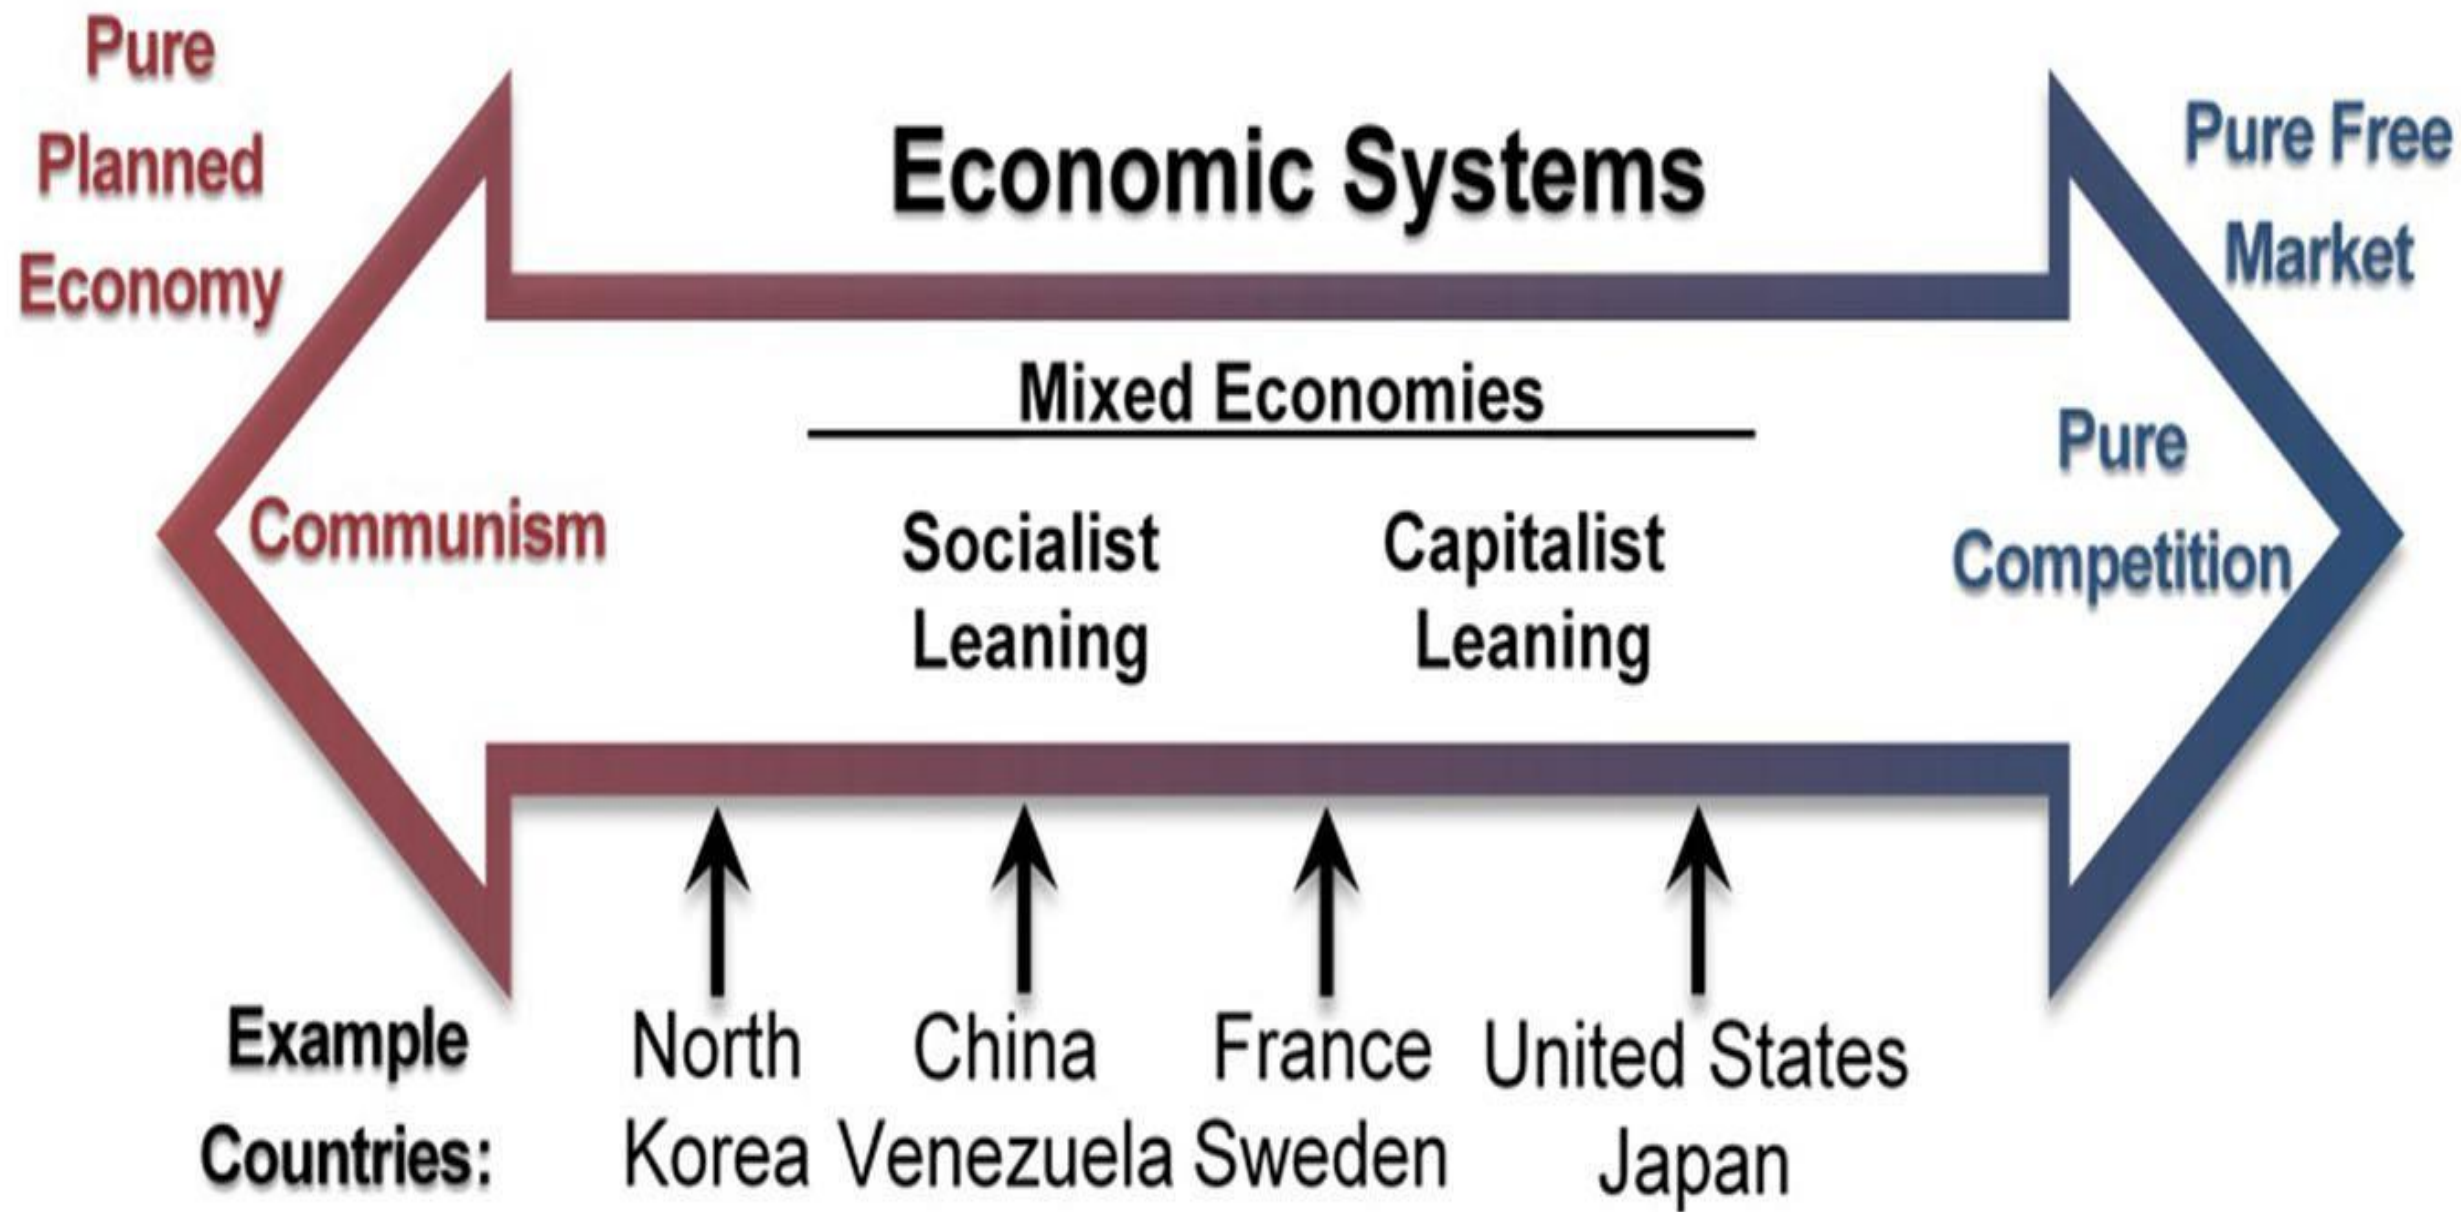 Pure
Planned
Economy
Economic Systems
Pure Free
Market
Mixed Economies
Communism
Socialist
Leaning
Capitalist
Leaning
Pure
Competition
Example
Countries:
North
Korea
China
Venezuela
France
Sweden
United States
Japan